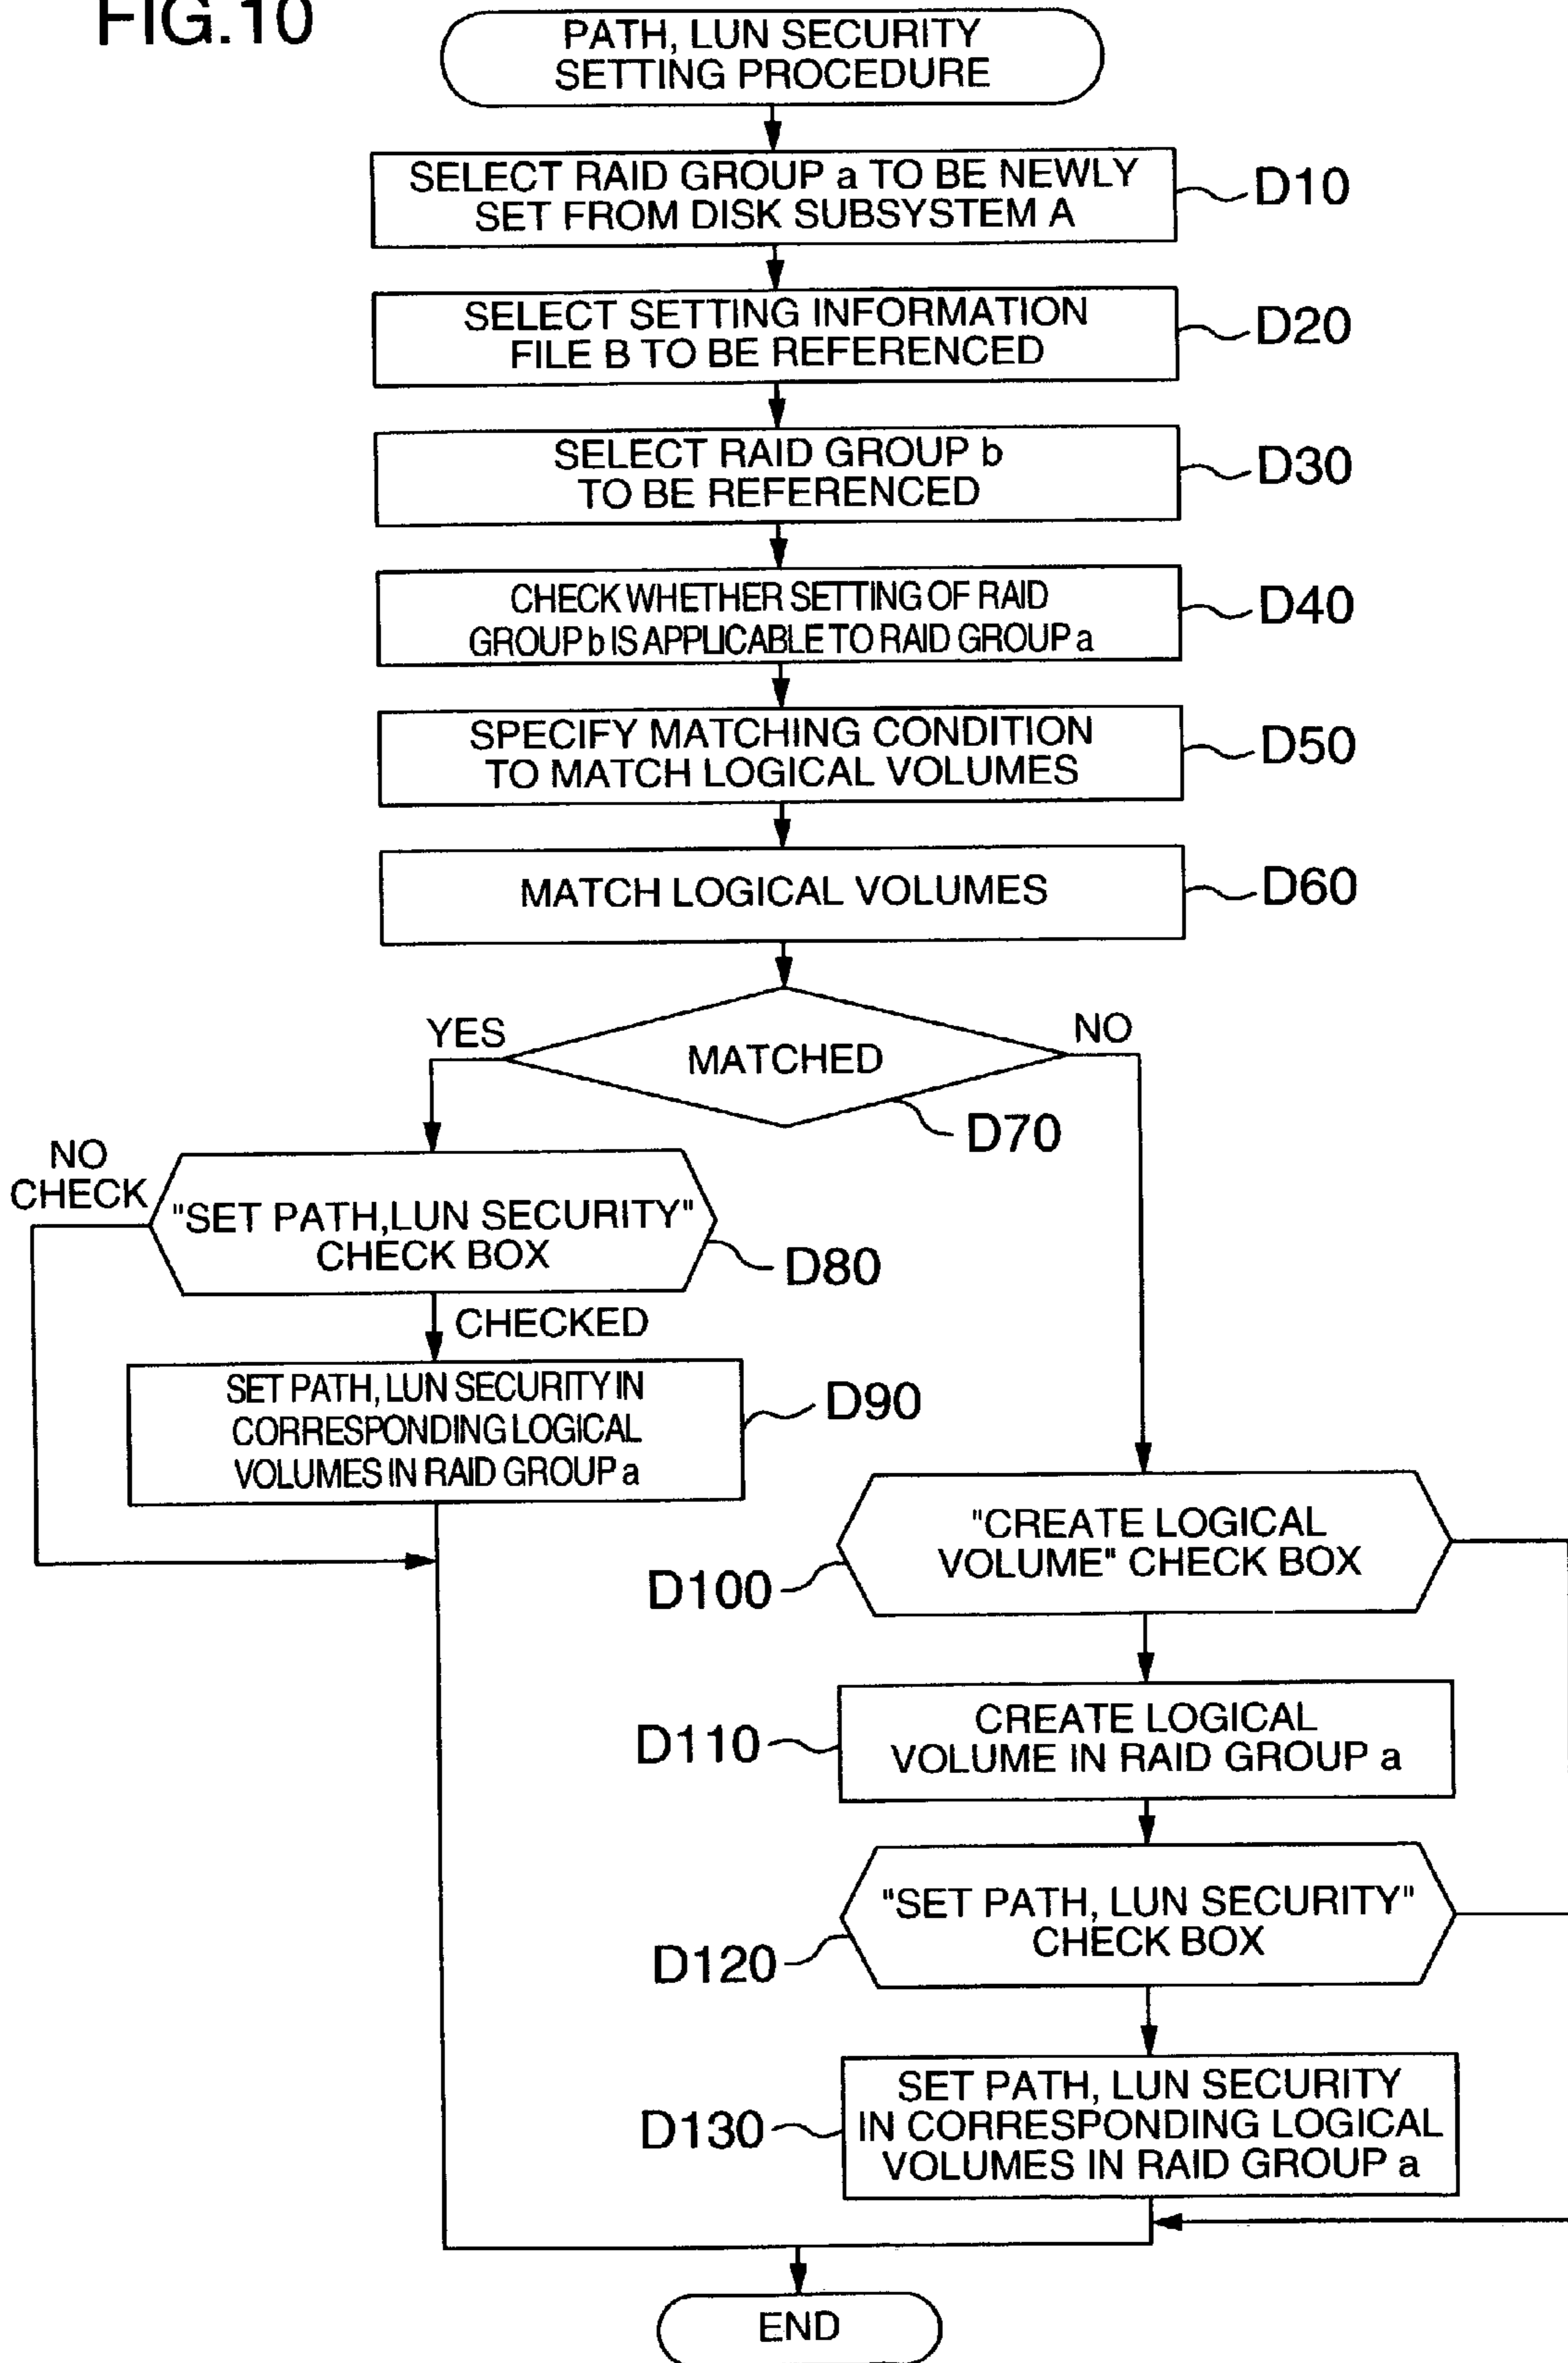 FIG.10
PATH, LUN SECURITY
SETTING PROCEDURE
SELECT RAID GROUP a TO BE NEWLY
SET FROM DISK SUBSYSTEM A
D10
SELECT SETTING INFORMATION
FILE B TO BE REFERENCED
D20
SELECT RAID GROUP b
TO BE REFERENCED
D30
CHECK WHETHER SETTING OF RAID
GROUP b IS APPLICABLE TO RAID GROUP a
D40
SPECIFY MATCHING CONDITION
TO MATCH LOGICAL VOLUMES
D50
MATCH LOGICAL VOLUMES
D60
YES
MATCHED
NO
D70
NO
CHECK
"SET PATH,LUN SECURITY"
CHECK BOX
D80
CHECKED
SET PATH, LUN SECURITY IN
CORRESPONDING LOGICAL
VOLUMES IN RAID GROUP a
D90
"CREATE LOGICAL
VOLUME" CHECK BOX
D100
CREATE LOGICAL
VOLUME IN RAID GROUP a
D110
"SET PATH, LUN SECURITY"
CHECK BOX
D120
SET PATH, LUN SECURITY
IN CORRESPONDING LOGICAL
VOLUMES IN RAID GROUP a
D130
END